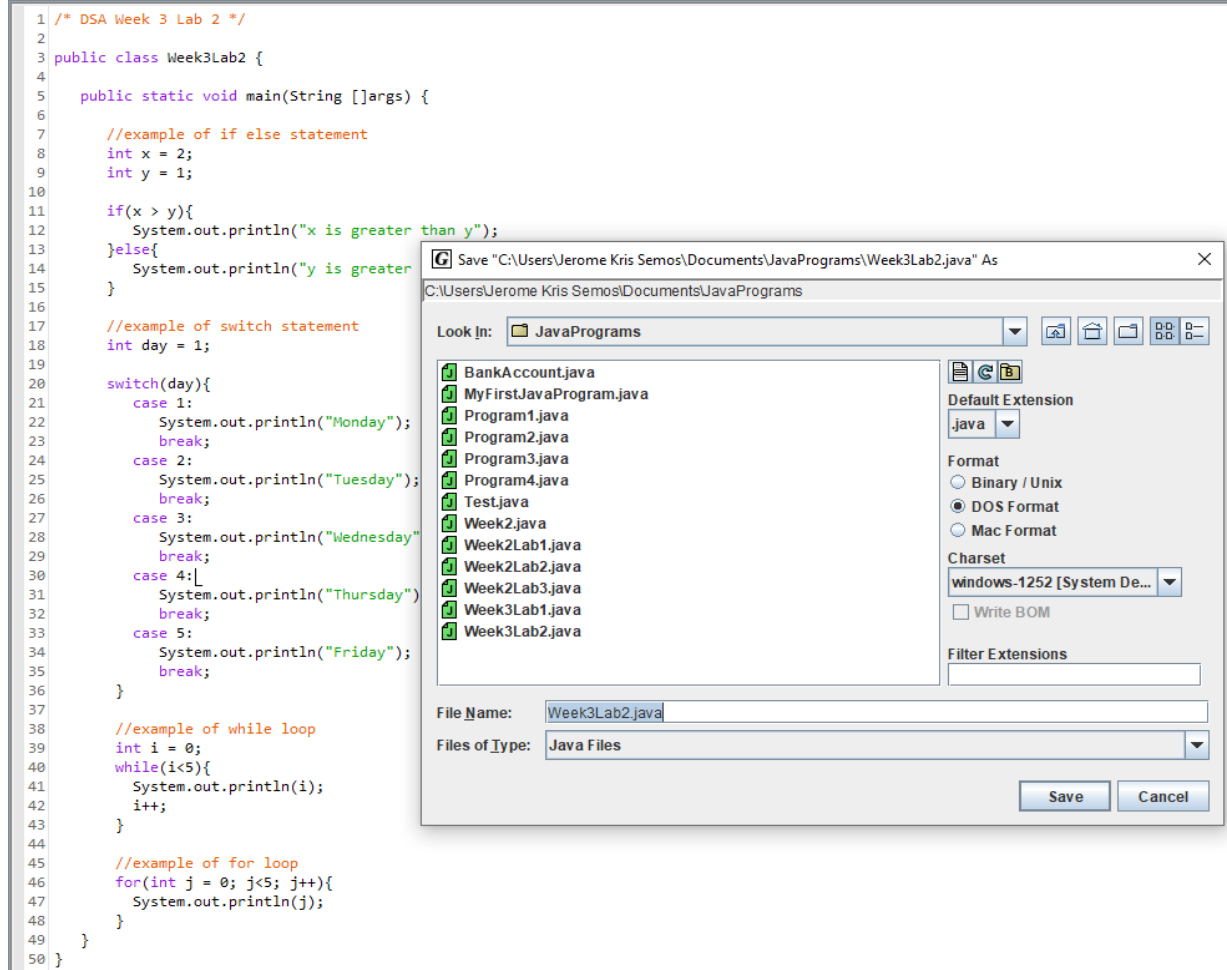 1 /* DSA Week 3 Lab 2 */
2
3 public class Week3Lab2 {
4
5 public static void main(String []args) {
6
7 //example of if else statement
8 int x = 2;
9 int y = 1;
10
11 if(x > y){
12 System.out.println("x is greater than y");
13 }else{
14 System.out.println("y is greater
15 }
16
17 //example of switch statement
18 int day = 1;
19
20 switch(day){
21 case 1:
22 System.out.println("Monday");
23 break;
24 case 2:
25 System.out.println("Tuesday");
26 break;
27 case 3:
28 System.out.println("Wednesday"
29 break;
30 case 4:
31 System.out.println("Thursday")
32 break;
33 case 5:
34 System.out.println("Friday");
35 break;
36 }
37
38 //example of while loop
39 int i = 0;
40 while(i<5){
41 System.out.println(i);
42 i++;
43 }
44
45 //example of for loop
46 for(int j = 0; j<5; j++){
47 System.out.println(j);
48 }
49 }
50 }
G Save "C:\Users\Jerome Kris Semos\Documents\JavaPrograms\Week3Lab2.java" As
C:\Users\Jerome Kris Semos\Documents\JavaPrograms
Look In: JavaPrograms
BankAccount.java
MyFirstJavaProgram.java
Program1.java
Program2.java
Program3.java
Program4.java
Test.java
Week2.java
Week2Lab1.java
Week2Lab2.java
Week2Lab3.java
Week3Lab1.java
Week3Lab2.java
Default Extension
.java
Format
Binary / Unix
DOS Format
Mac Format
Charset
windows-1252 [System De...
Write BOM
Filter Extensions
File Name: Week3Lab2.java
Files of Type: Java Files
Save Cancel